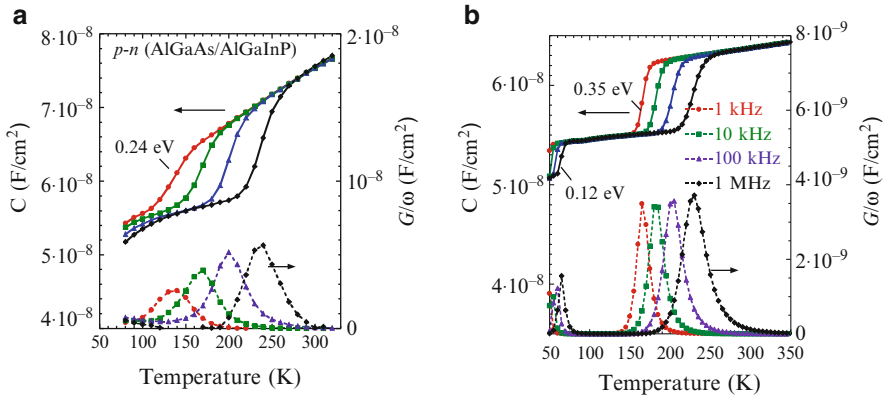 a
p-n (AlGaAs/AlGaInP)
8·10⁻⁸
7·10⁻⁸
6·10⁻⁸
5·10⁻⁸
4·10⁻⁸
C (F/cm²)
0.24 eV
2·10⁻⁸
10⁻⁸
0
G/ω (F/cm²)
50 100 150 200 250 300
Temperature (K)
b
6·10⁻⁸
5·10⁻⁸
4·10⁻⁸
C (F/cm²)
0.35 eV
0.12 eV
1 kHz
10 kHz
100 kHz
1 MHz
8·10⁻⁹
6·10⁻⁹
4·10⁻⁹
2·10⁻⁹
0
G/ω (F/cm²)
50 100 150 200 250 300 350
Temperature (K)